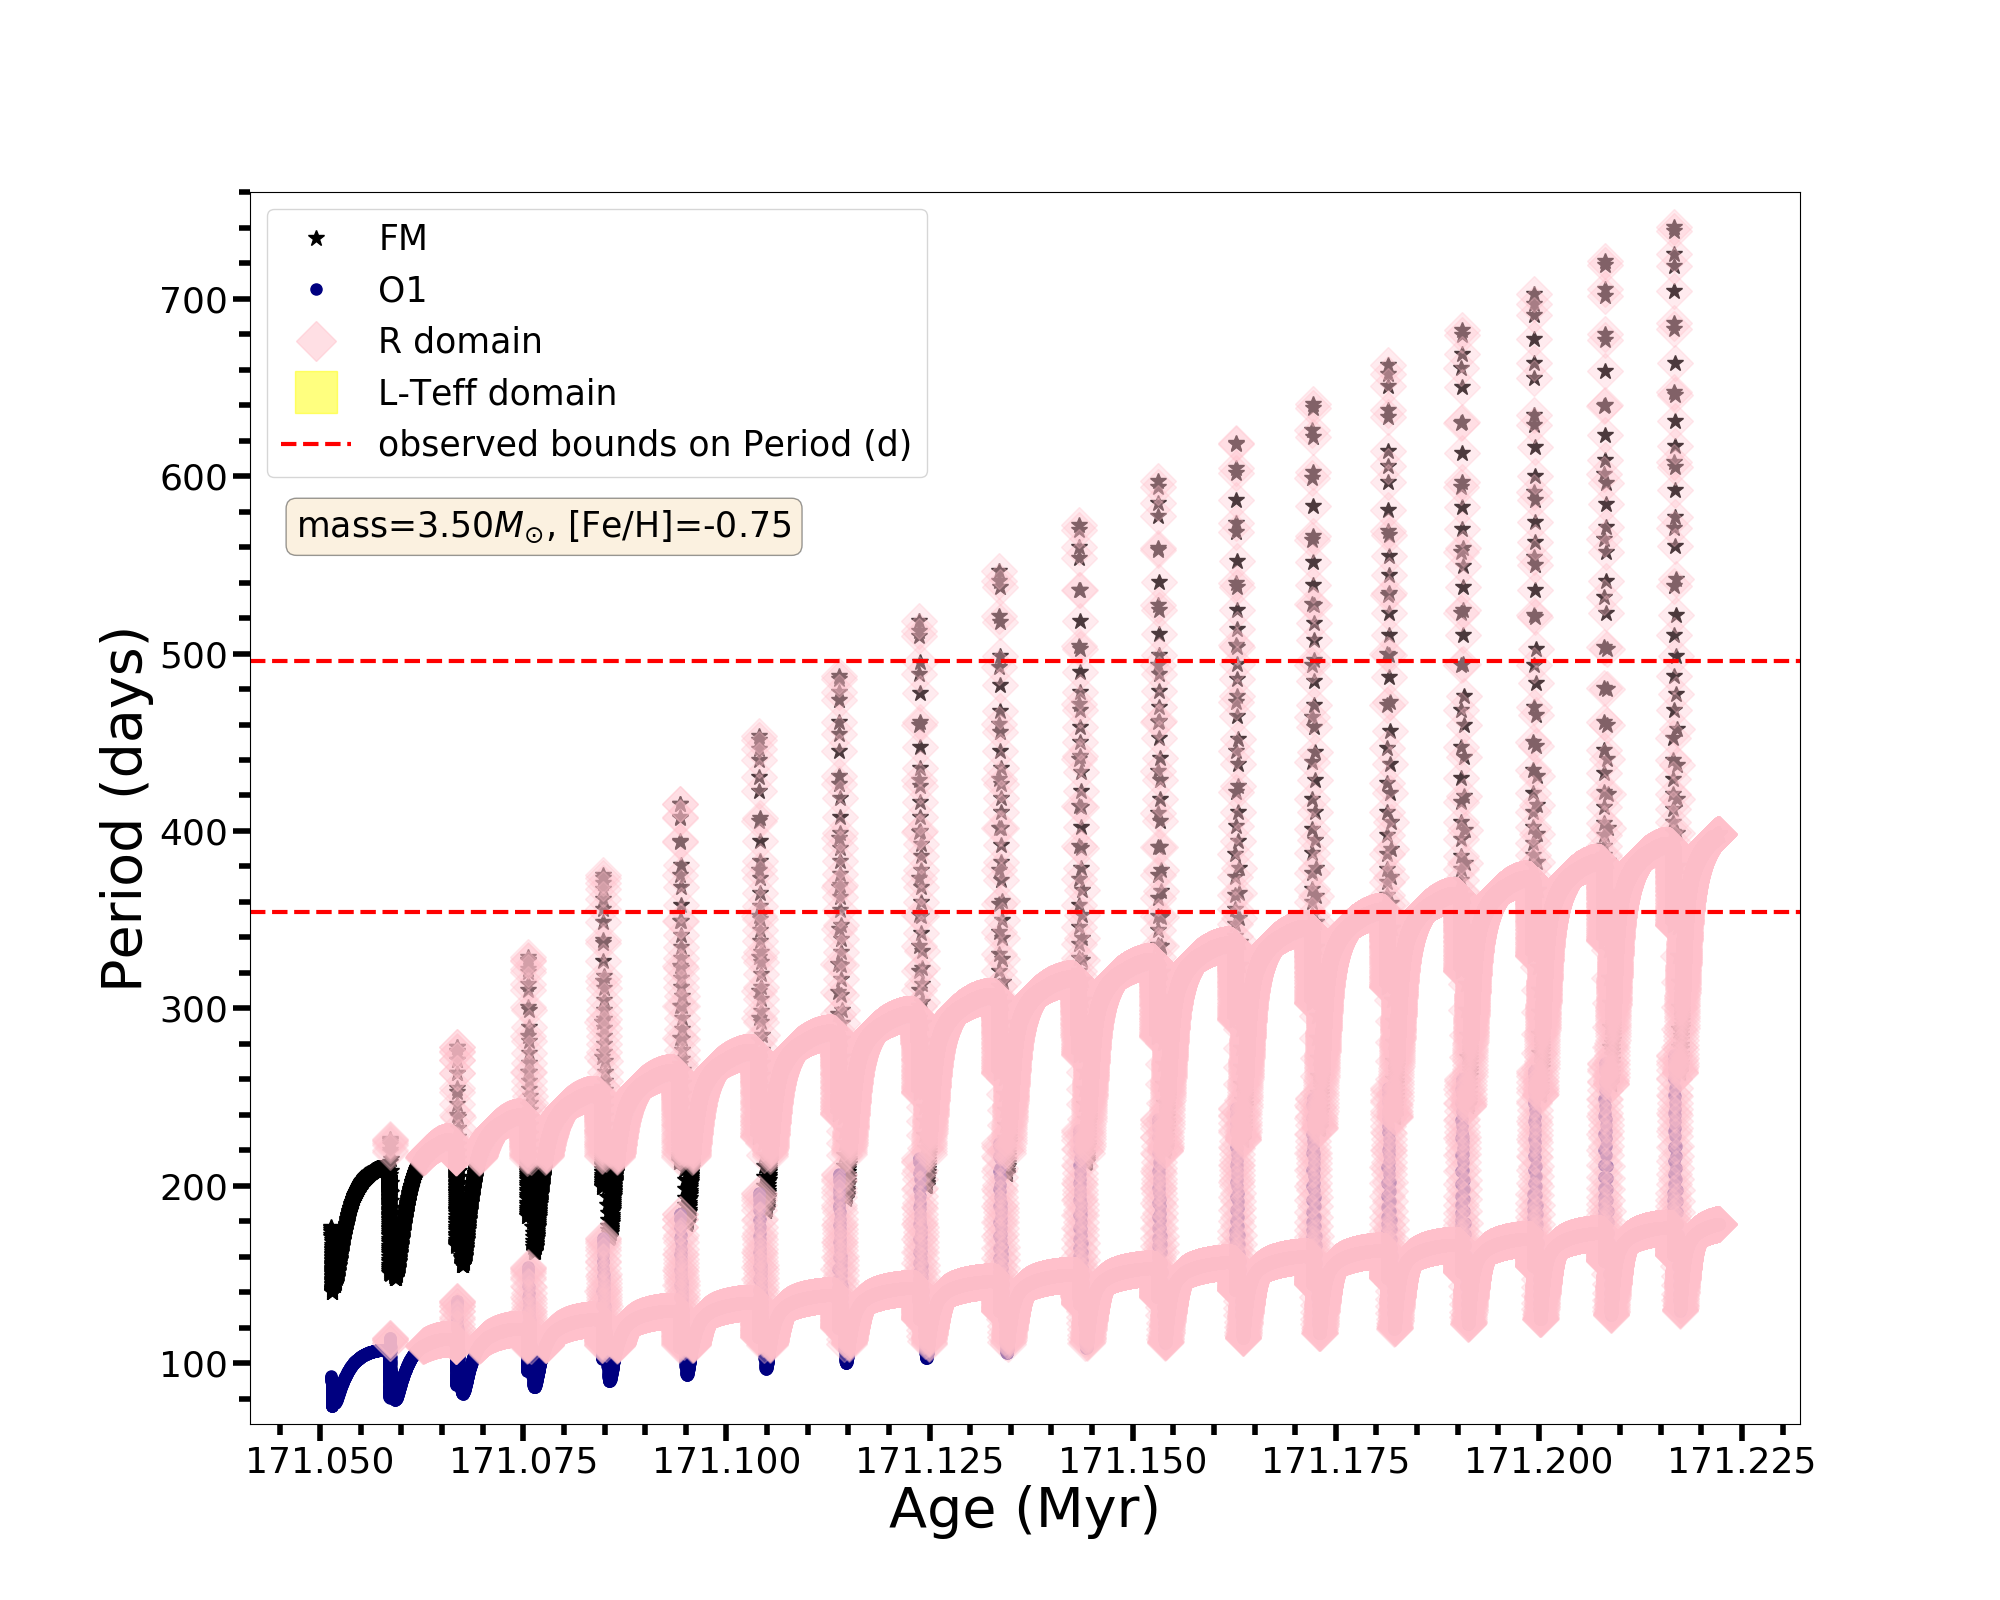 FM
O1
R domain
L-Teff domain
observed bounds on Period (d)
mass=3.50M⊙, [Fe/H]=-0.75
700
600
500
400
300
200
100
Period (days)
171.050 171.075 171.100 171.125 171.150 171.175 171.200 171.225
Age (Myr)